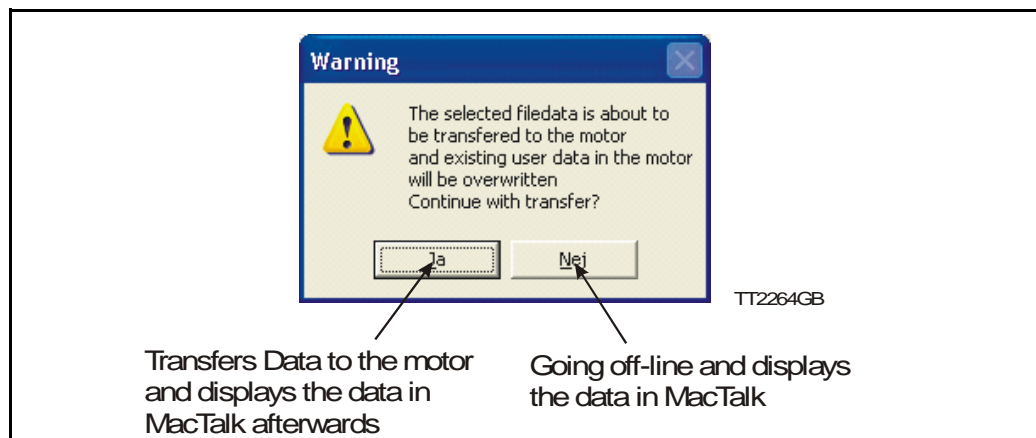 Warning
The selected filedata is about to
be transfered to the motor
and existing user data in the motor
will be overwritten
Continue with transfer?
Ja
Nej
TT2264GB
Transfers Data to the motor
and displays the data in
MacTalk afterwards
Going off-line and displays
the data in MacTalk